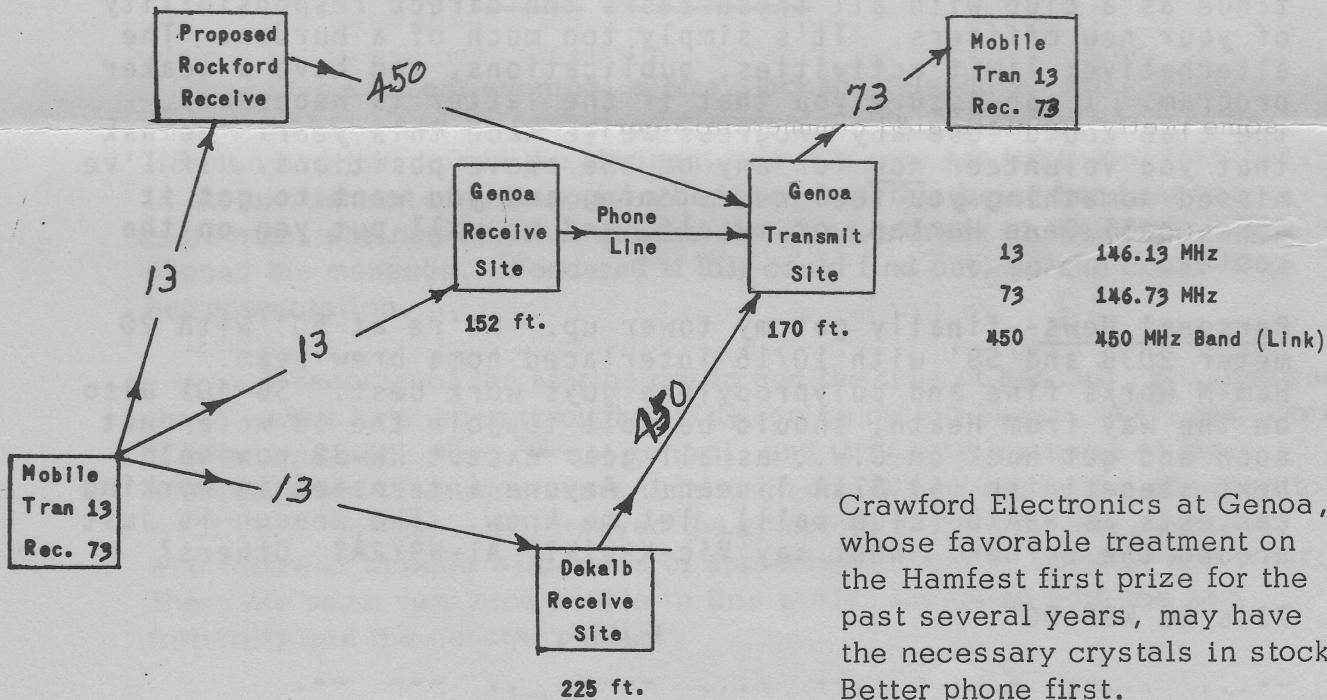 Proposed
Rockford
Receive
450
73
Mobile
Tran 13
Rec. 73
Genoa
Receive
Site
152 ft.
Phone
Line
Genoa
Transmit
Site
170 ft.
13 146.13 MHz
73 146.73 MHz
450 450 MHz Band (Link)
13
13
13
450
Mobile
Tran 13
Rec. 73
Dekalb
Receive
Site
225 ft.
Crawford Electronics at Genoa,
whose favorable treatment on
the Hamfest first prize for the
past several years, may have
the necessary crystals in stock
Better phone first.